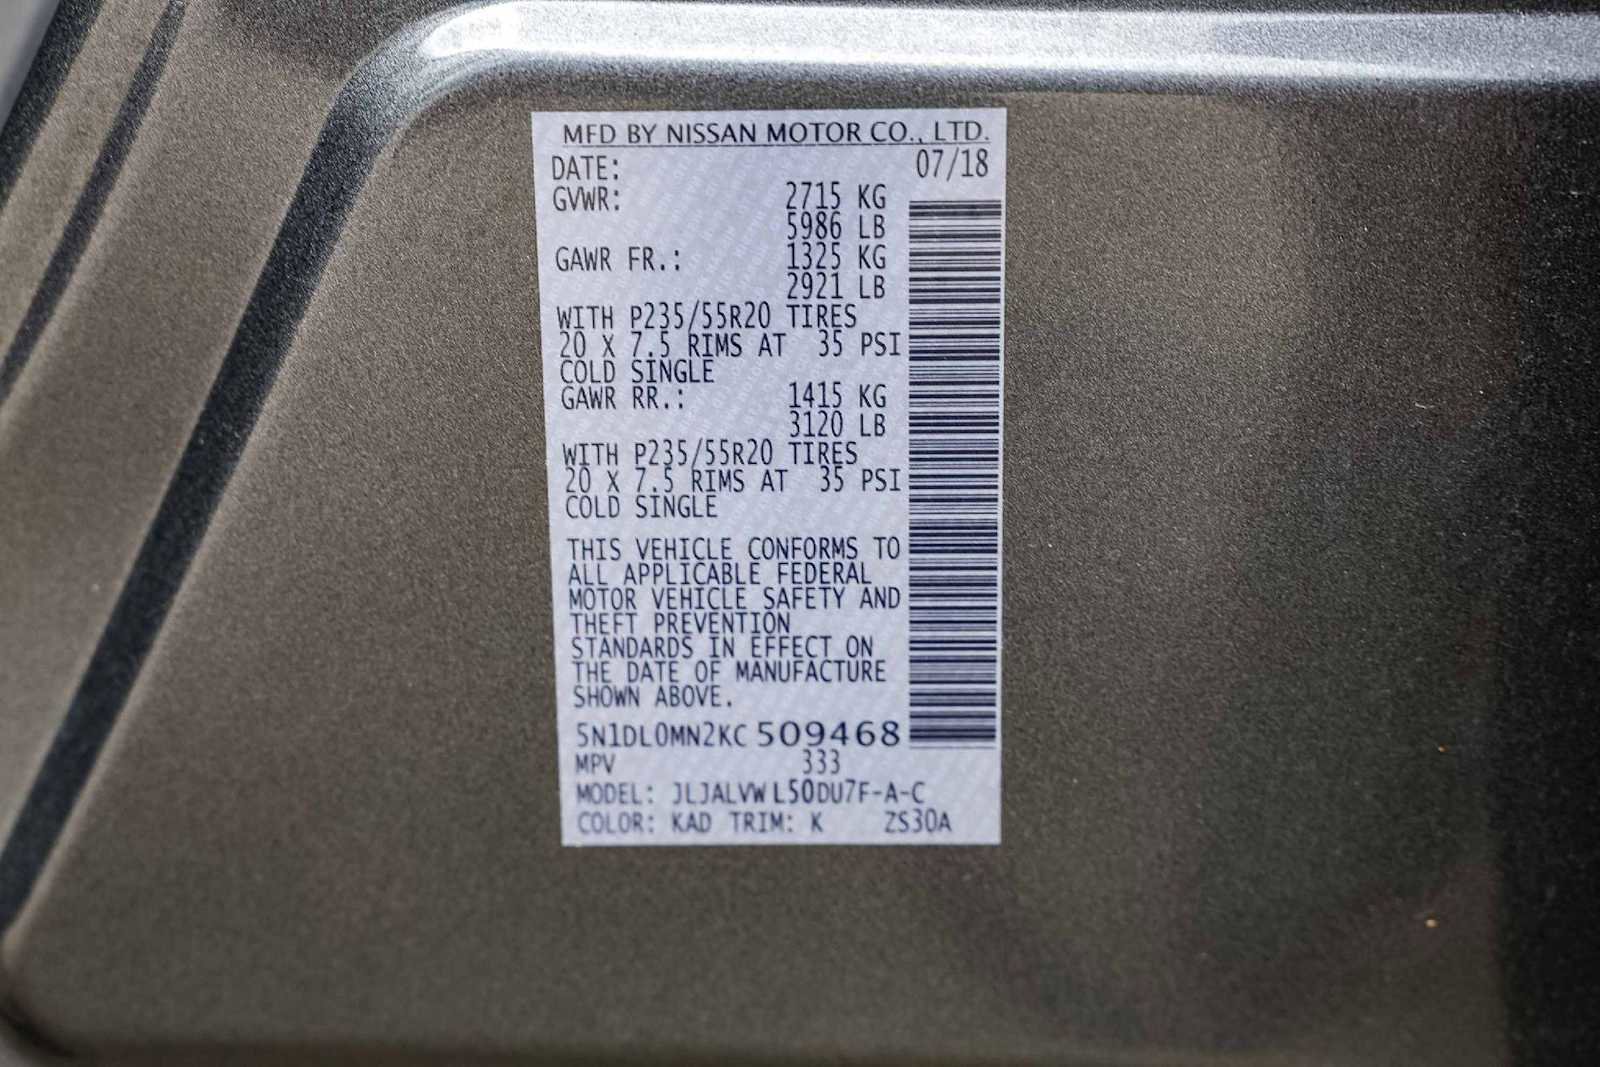 MFD BY NISSAN MOTOR CO., LTD.
DATE: 07/18
GVWR: 2715 KG
5986 LB
GAWR FR.: 1325 KG
2921 LB
WITH P235/55R20 TIRES
20 X 7.5 RIMS AT 35 PSI
COLD SINGLE
GAWR RR.: 1415 KG
3120 LB
WITH P235/55R20 TIRES
20 X 7.5 RIMS AT 35 PSI
COLD SINGLE
THIS VEHICLE CONFORMS TO
ALL APPLICABLE FEDERAL
MOTOR VEHICLE SAFETY AND
THEFT PREVENTION
STANDARDS IN EFFECT ON
THE DATE OF MANUFACTURE
SHOWN ABOVE.
5N1DL0MN2KC 509468
MPV 333
MODEL: JLJALVW L50DU7F-A-C
COLOR: KAD TRIM: K ZS30A